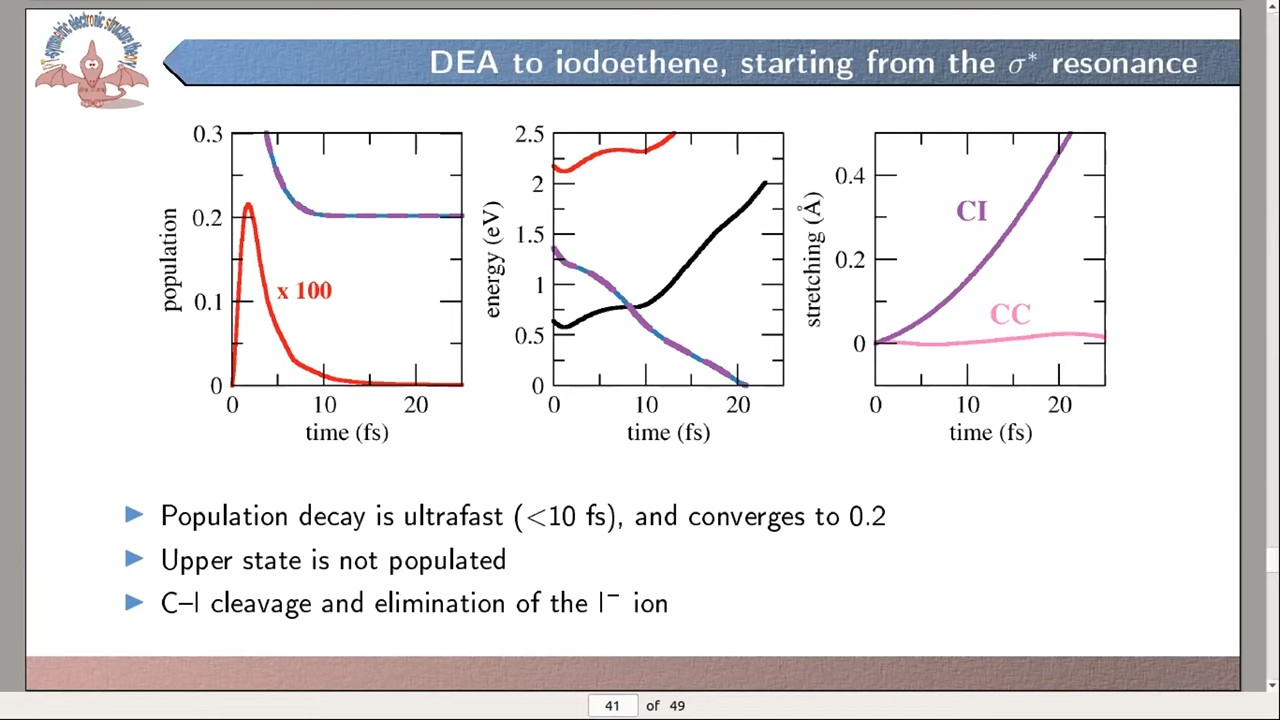 DEA to iodoethene, starting from the σ* resonance
0.3
0.2
0.1
0
population
x 100
0 10 20
time (fs)
2.5
2
1.5
1
0.5
0
energy (eV)
0 10 20
time (fs)
0.4
0.2
0
stretching (Å)
CI
CC
0 10 20
time (fs)
Population decay is ultrafast (<10 fs), and converges to 0.2
Upper state is not populated
C–I cleavage and elimination of the I⁻ ion
41 of 49